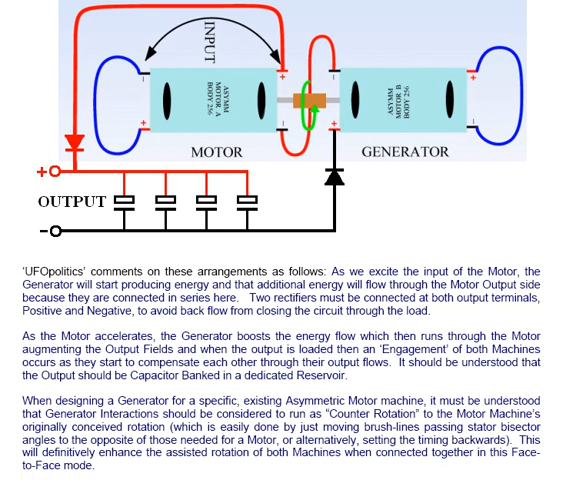 INPUT
- +
ASYMM
MOTOR A
BODY 256
+ -
- +
ASYMM
MOTOR B
BODY 256
+ -
MOTOR
GENERATOR
+
OUTPUT
-
'UFOpolitics' comments on these arrangements as follows: As we excite the input of the Motor, the
Generator will start producing energy and that additional energy will flow through the Motor Output side
because they are connected in series here. Two rectifiers must be connected at both output terminals,
Positive and Negative, to avoid back flow from closing the circuit through the load.
As the Motor accelerates, the Generator boosts the energy flow which then runs through the Motor
augmenting the Output Fields and when the output is loaded then an 'Engagement' of both Machines
occurs as they start to compensate each other through their output flows. It should be understood that
the Output should be Capacitor Banked in a dedicated Reservoir.
When designing a Generator for a specific, existing Asymmetric Motor machine, it must be understood
that Generator Interactions should be considered to run as "Counter Rotation" to the Motor Machine's
originally conceived rotation (which is easily done by just moving brush-lines passing stator bisector
angles to the opposite of those needed for a Motor, or alternatively, setting the timing backwards). This
will definitively enhance the assisted rotation of both Machines when connected together in this Face-
to-Face mode.